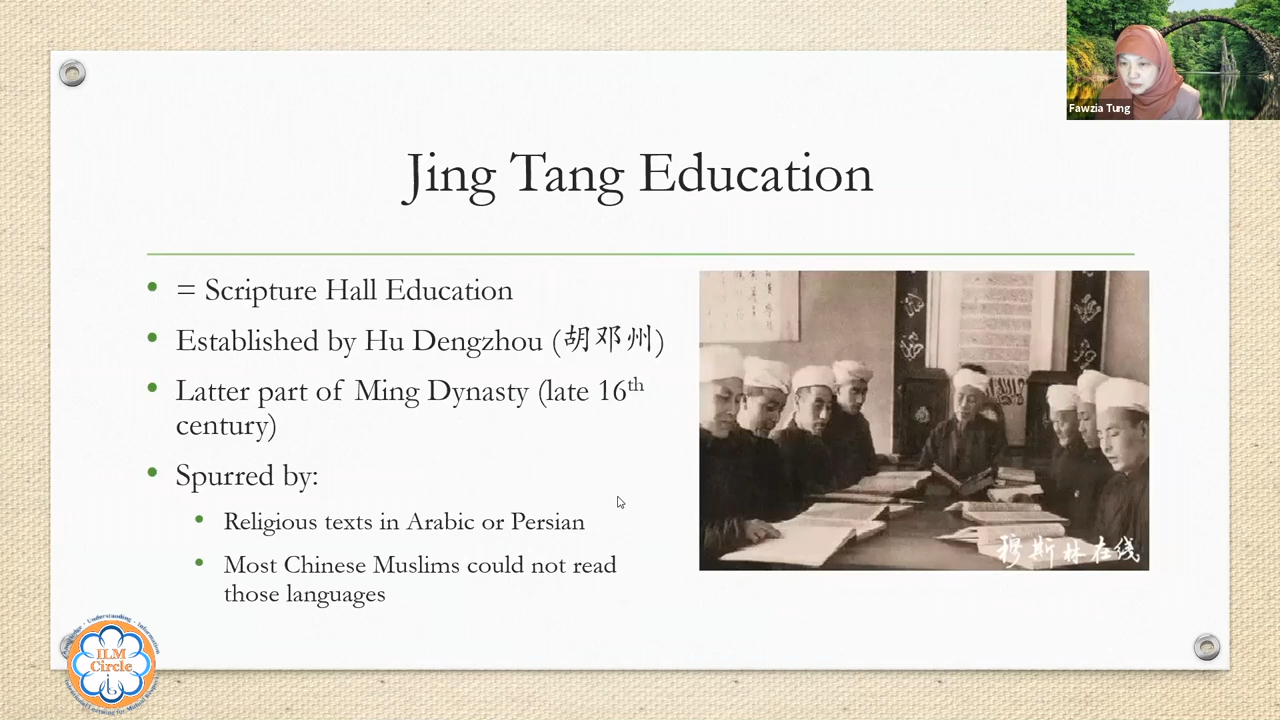 Fawzia Tung
Jing Tang Education
= Scripture Hall Education
Established by Hu Dengzhou (胡邓州)
Latter part of Ming Dynasty (late 16th
century)
Spurred by:
Religious texts in Arabic or Persian
Most Chinese Muslims could not read
those languages
穆斯林在线
ILM
Circle